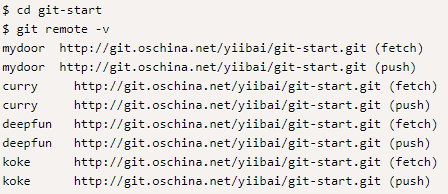 $ cd git-start
$ git remote -v
mydoor  http://git.oschina.net/yiibai/git-start.git (fetch)
mydoor  http://git.oschina.net/yiibai/git-start.git (push)
curry     http://git.oschina.net/yiibai/git-start.git (fetch)
curry     http://git.oschina.net/yiibai/git-start.git (push)
deepfun   http://git.oschina.net/yiibai/git-start.git (fetch)
deepfun   http://git.oschina.net/yiibai/git-start.git (push)
koke      http://git.oschina.net/yiibai/git-start.git (fetch)
koke      http://git.oschina.net/yiibai/git-start.git (push)